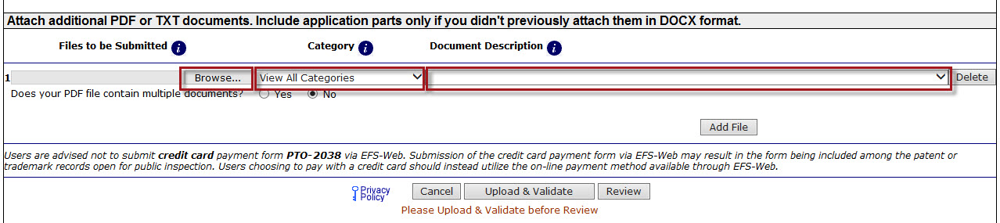 Attach additional PDF or TXT documents. Include application parts only if you didn't previously attach them in DOCX format.
Files to be Submitted i Category i Document Description i
1 Browse... View All Categories Delete
Does your PDF file contain multiple documents? Yes No
Add File
Users are advised not to submit credit card payment form PTO-2038 via EFS-Web. Submission of the credit card payment form via EFS-Web may result in the form being included among the patent or
trademark records open for public inspection. Users choosing to pay with a credit card should instead utilize the on-line payment method available through EFS-Web.
Privacy
Policy
Cancel Upload & Validate Review
Please Upload & Validate before Review